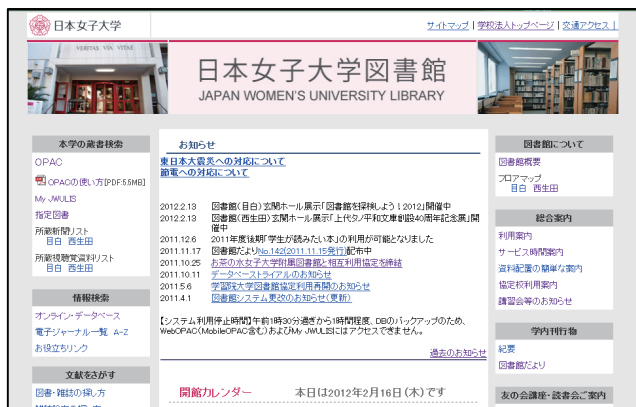 日本女子大学
サイトマップ | 学校法人トップページ | 交通アクセス |
VERITAS VIA VITAE
日本女子大学図書館
JAPAN WOMEN'S UNIVERSITY LIBRARY
本学の蔵書検索
OPAC
OPACの使い方[PDF:5.5MB]
My JWULIS
指定図書
所蔵新聞リスト
目白 西生田
所蔵視聴覚資料リスト
目白 西生田
情報検索
オンライン・データベース
電子ジャーナル一覧 A-Z
お役立ちリンク
文献をさがす
図書・雑誌の探し方
お知らせ
東日本大震災への対応について
節電への対応について
2012.2.13 図書館(目白)玄関ホール展示「図書館を探検しよう!2012」開催中
2012.2.13 図書館(西生田)玄関ホール展示「上代タノ平和文庫創設40周年記念展」開
催中
2011.12.6 2011年度後期「学生が読みたい本」の利用が可能となりました
2011.11.17 図書館だよりNo.142(2011.11.15発行)配布中
2011.10.25 お茶の水女子大学附属図書館と相互利用協定を締結
2011.10.11 データベーストライアルのお知らせ
2011.5.6 学習院大学図書館協定利用再開のお知らせ
2011.4.1 図書館システム更改のお知らせ(更新)
【システム利用停止時間】午前1時30分過ぎから1時間程度、DBのバックアップのため、
WebOPAC(MobileOPAC含む)およびMy JWULISにはアクセスできません。
過去のお知らせ
開館カレンダー 本日は2012年2月16日(木)です
図書館について
図書館概要
フロアマップ
目白 西生田
総合案内
利用案内
サービス時間案内
資料配置の簡単な案内
協定校利用案内
講習会等のお知らせ
学内刊行物
紀要
図書館だより
友の会講座・読書会ご案内